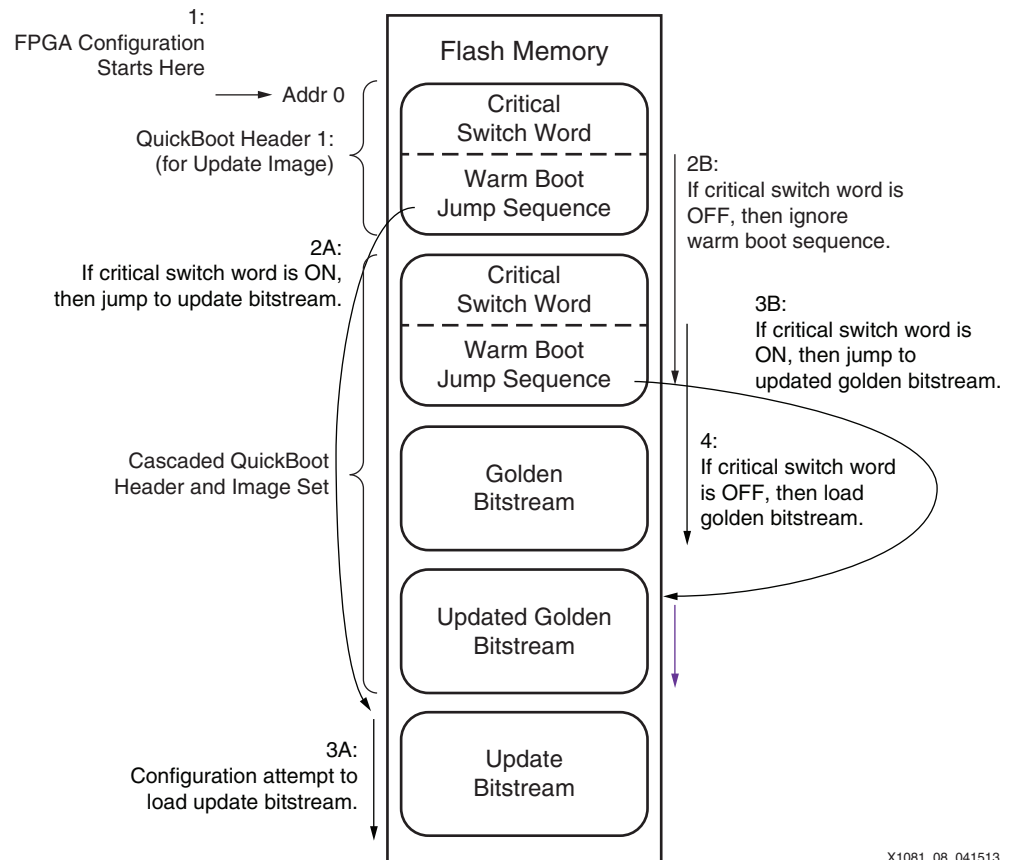 1:
FPGA Configuration
Starts Here
Addr 0
QuickBoot Header 1:
(for Update Image)
2A:
If critical switch word is ON,
then jump to update bitstream.
Cascaded QuickBoot
Header and Image Set
3A:
Configuration attempt to
load update bitstream.
Flash Memory
Critical
Switch Word
Warm Boot
Jump Sequence
Critical
Switch Word
Warm Boot
Jump Sequence
Golden
Bitstream
Updated Golden
Bitstream
Update
Bitstream
2B:
If critical switch word is
OFF, then ignore
warm boot sequence.
3B:
If critical switch word is
ON, then jump to
updated golden bitstream.
4:
If critical switch word
is OFF, then load
golden bitstream.
X1081_08_041513